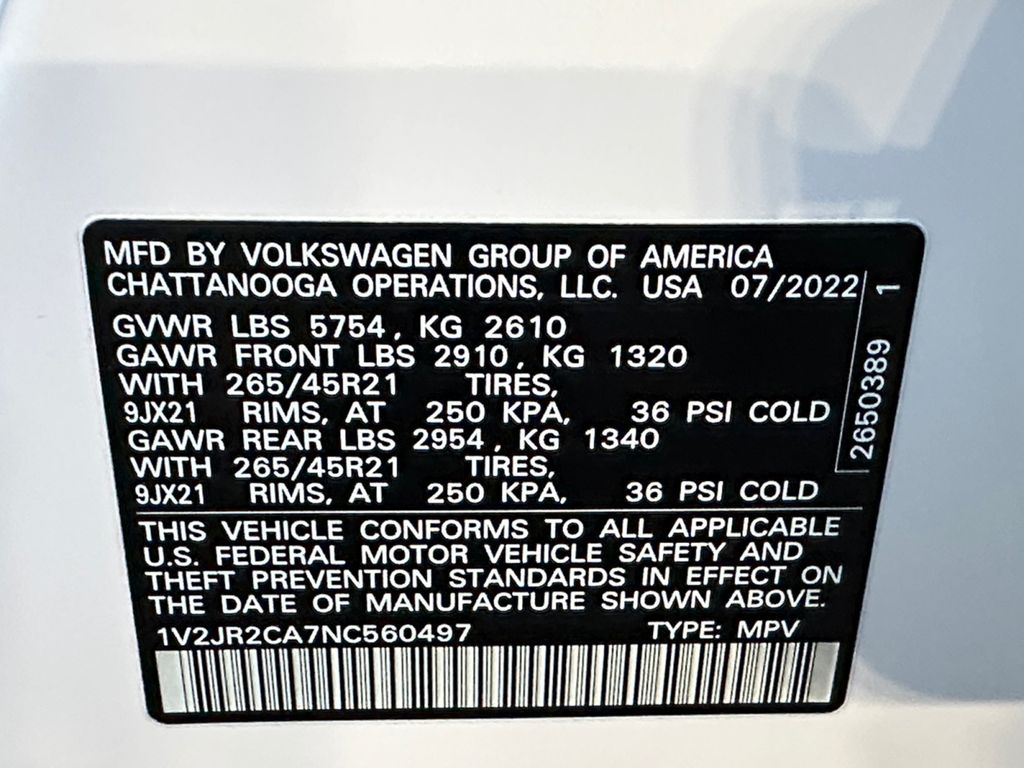 MFD BY VOLKSWAGEN GROUP OF AMERICA
CHATTANOOGA OPERATIONS, LLC. USA 07/2022
GVWR LBS 5754, KG 2610
GAWR FRONT LBS 2910, KG 1320
WITH 265/45R21 TIRES,
9JX21 RIMS, AT 250 KPA, 36 PSI COLD
GAWR REAR LBS 2954, KG 1340
WITH 265/45R21 TIRES,
9JX21 RIMS, AT 250 KPA, 36 PSI COLD
2650389 1
THIS VEHICLE CONFORMS TO ALL APPLICABLE
U.S. FEDERAL MOTOR VEHICLE SAFETY AND
THEFT PREVENTION STANDARDS IN EFFECT ON
THE DATE OF MANUFACTURE SHOWN ABOVE.
1V2JR2CA7NC560497 TYPE: MPV